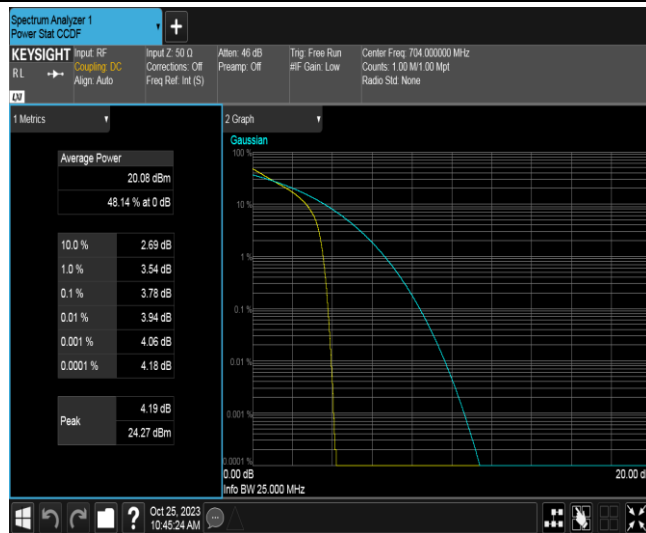 Spectrum Analyzer 1
Power Stat CCDF
+
KEYSIGHT
RL
Input: RF
Coupling: DC
Align: Auto
Input Z: 50 Ω
Corrections: Off
Freq Ref: Int (S)
Atten: 46 dB
Preamp: Off
Trig: Free Run
#IF Gain: Low
Center Freq: 704.000000 MHz
Counts: 1.00 M/1.00 Mpt
Radio Std: None
1 Metrics
Average Power
20.08 dBm
48.14 % at 0 dB
10.0 % 2.69 dB
1.0 % 3.54 dB
0.1 % 3.78 dB
0.01 % 3.94 dB
0.001 % 4.06 dB
0.0001 % 4.18 dB
Peak
4.19 dB
24.27 dBm
2 Graph
Gaussian
100 %
10 %
1 %
0.1 %
0.01 %
0.001 %
0.0001 %
0.00 dB
20.00 d
Info BW 25.000 MHz
?
Oct 25, 2023
10:45:24 AM